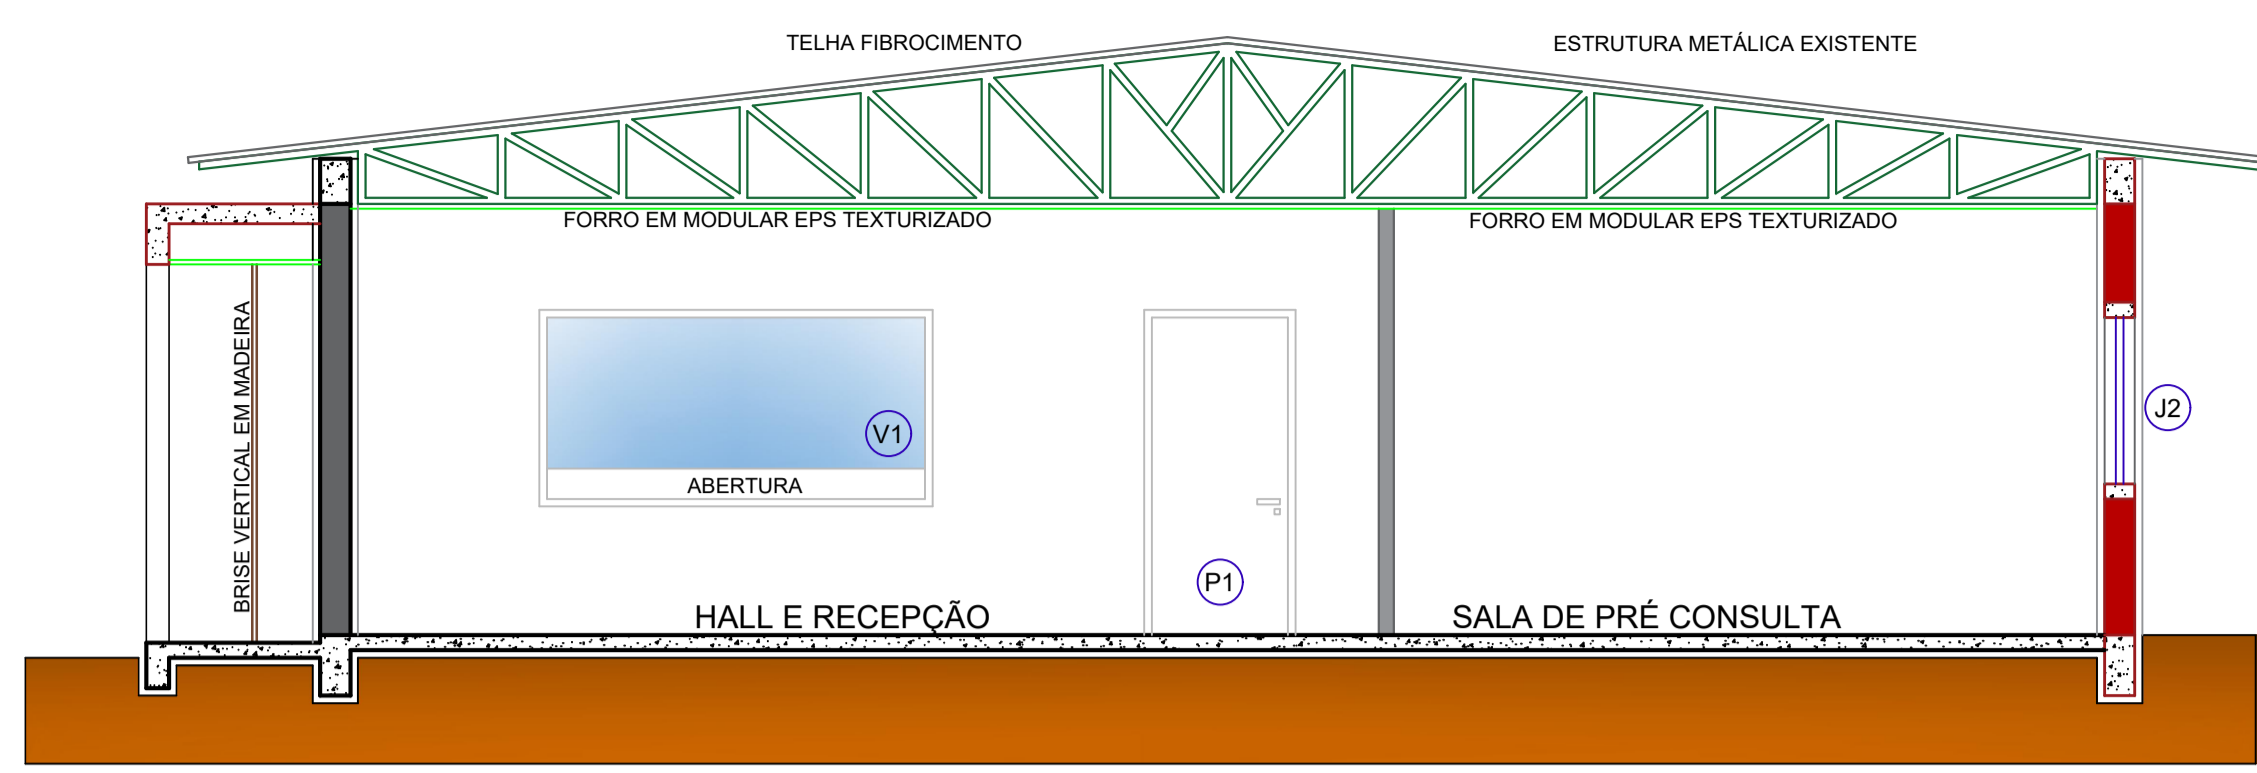 TELHA FIBROCIMENTO
ESTRUTURA METÁLICA EXISTENTE
FORRO EM MODULAR EPS TEXTURIZADO
FORRO EM MODULAR EPS TEXTURIZADO
BRISE VERTICAL EM MADEIRA
V1
ABERTURA
J2
P1
HALL E RECEPÇÃO
SALA DE PRÉ CONSULTA